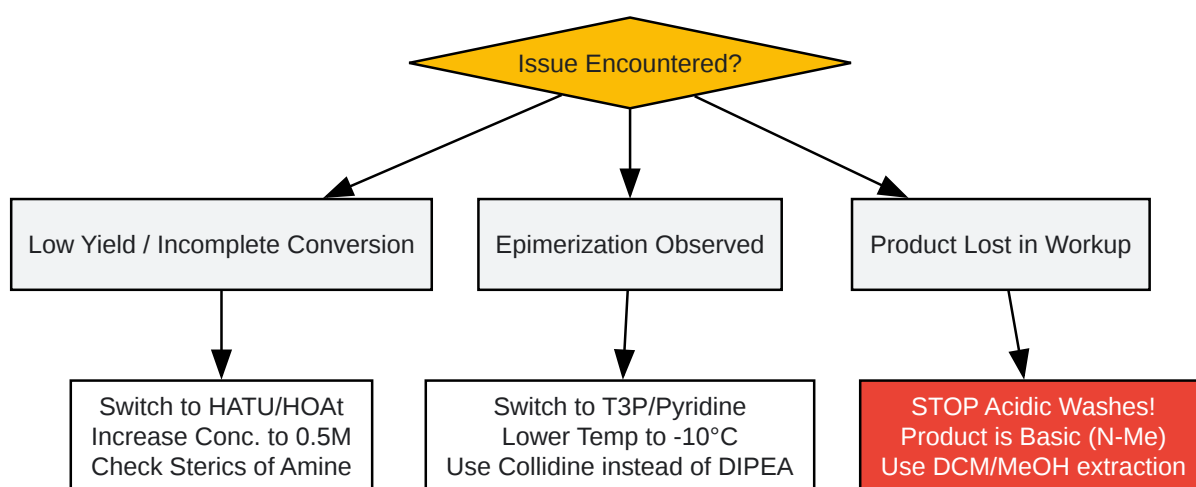 Issue Encountered?
Low Yield / Incomplete Conversion
Epimerization Observed
Product Lost in Workup
Switch to HATU/HOAt
Increase Conc. to 0.5M
Check Sterics of Amine
Switch to T3P/Pyridine
Lower Temp to -10°C
Use Collidine instead of DIPEA
STOP Acidic Washes!
Product is Basic (N-Me)
Use DCM/MeOH extraction